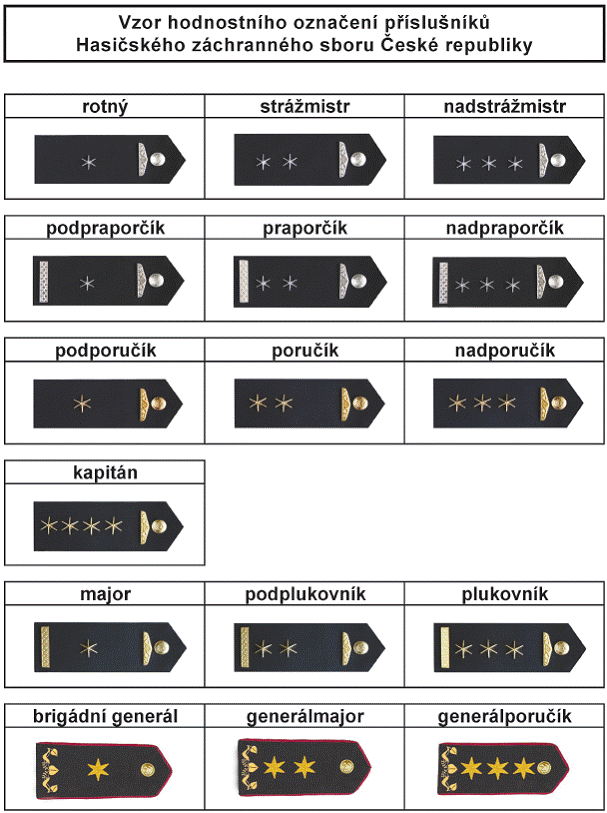 Vzor hodnostního označení příslušníků
Hasičského záchranného sboru České republiky
rotný strážmistr nadstrážmistr
podpraporčík praporčík nadpraporčík
podporučík poručík nadporučík
kapitán
major podplukovník plukovník
brigádní generál generálmajor generálporučík